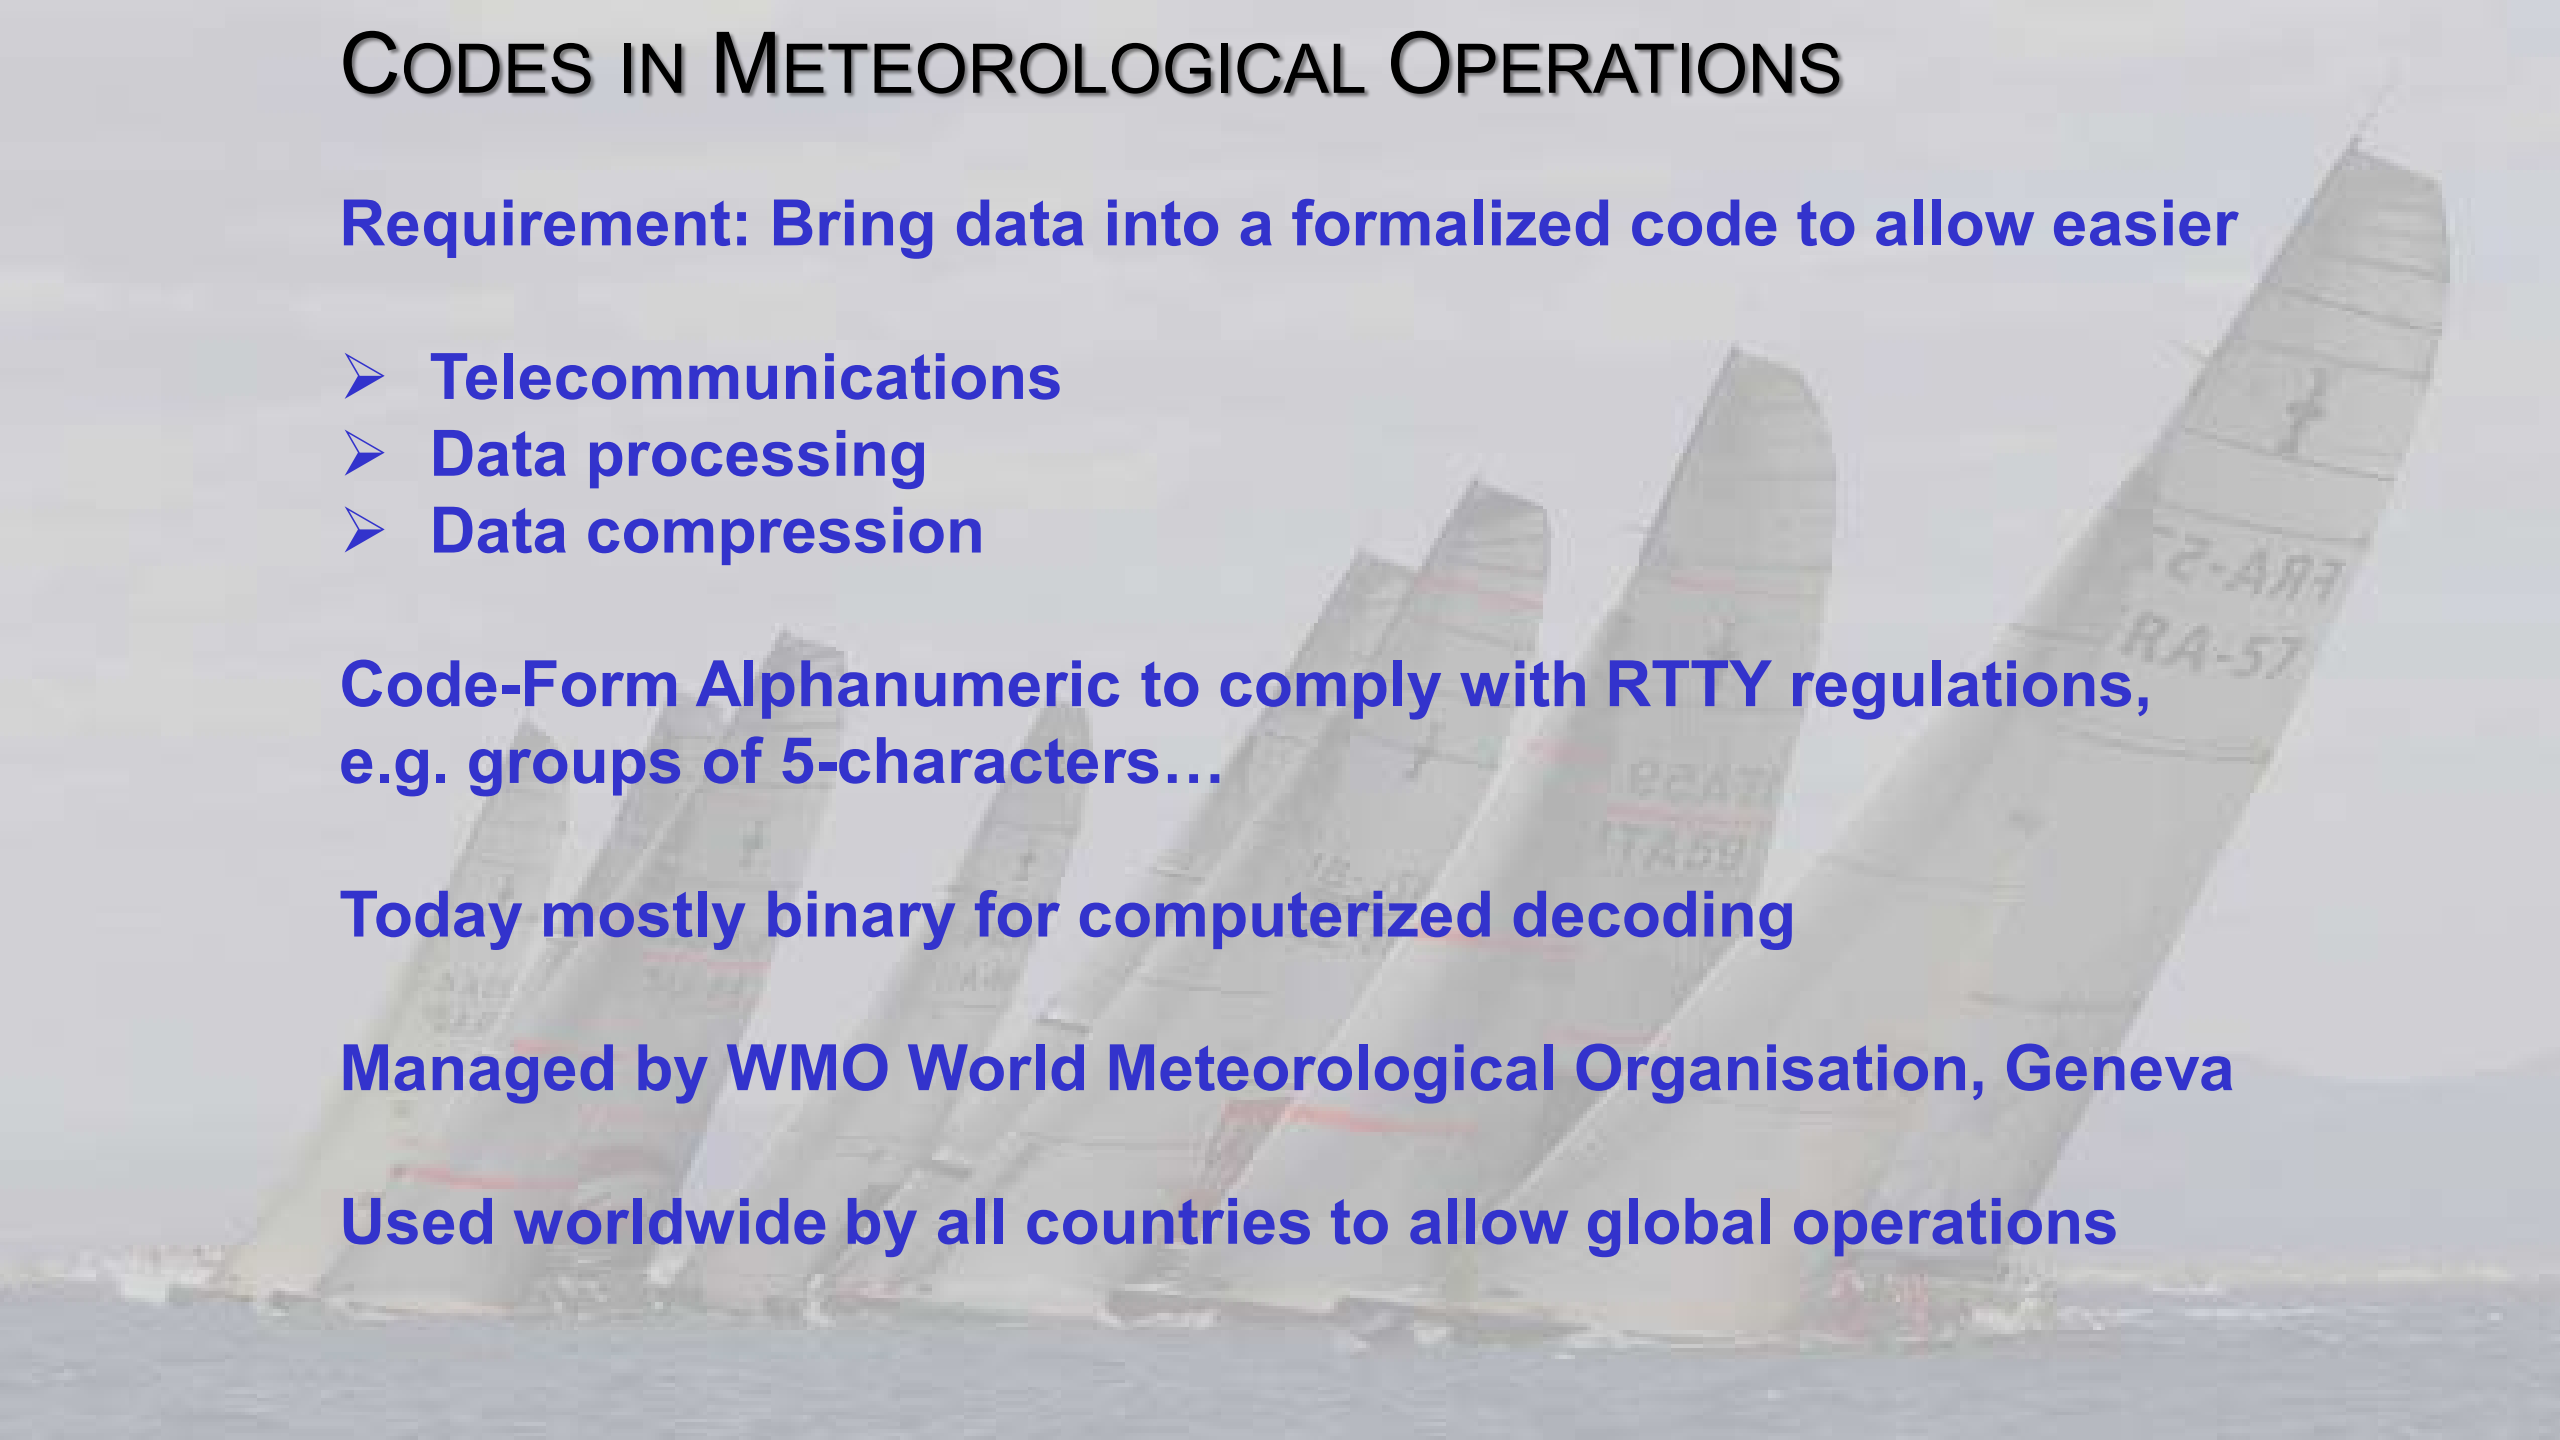 CODES IN METEOROLOGICAL OPERATIONS
Requirement: Bring data into a formalized code to allow easier
➢ Telecommunications
➢ Data processing
➢ Data compression
Code-Form Alphanumeric to comply with RTTY regulations,
e.g. groups of 5-characters…
Today mostly binary for computerized decoding
Managed by WMO World Meteorological Organisation, Geneva
Used worldwide by all countries to allow global operations
ITA59